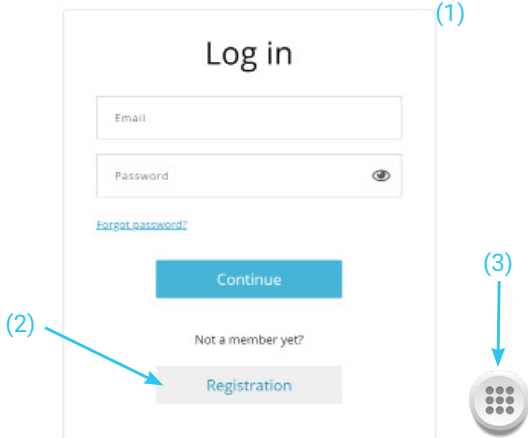 (1)
Log in
Email
Password
Forgot password?
Continue
(3)
(2)
Not a member yet?
Registration